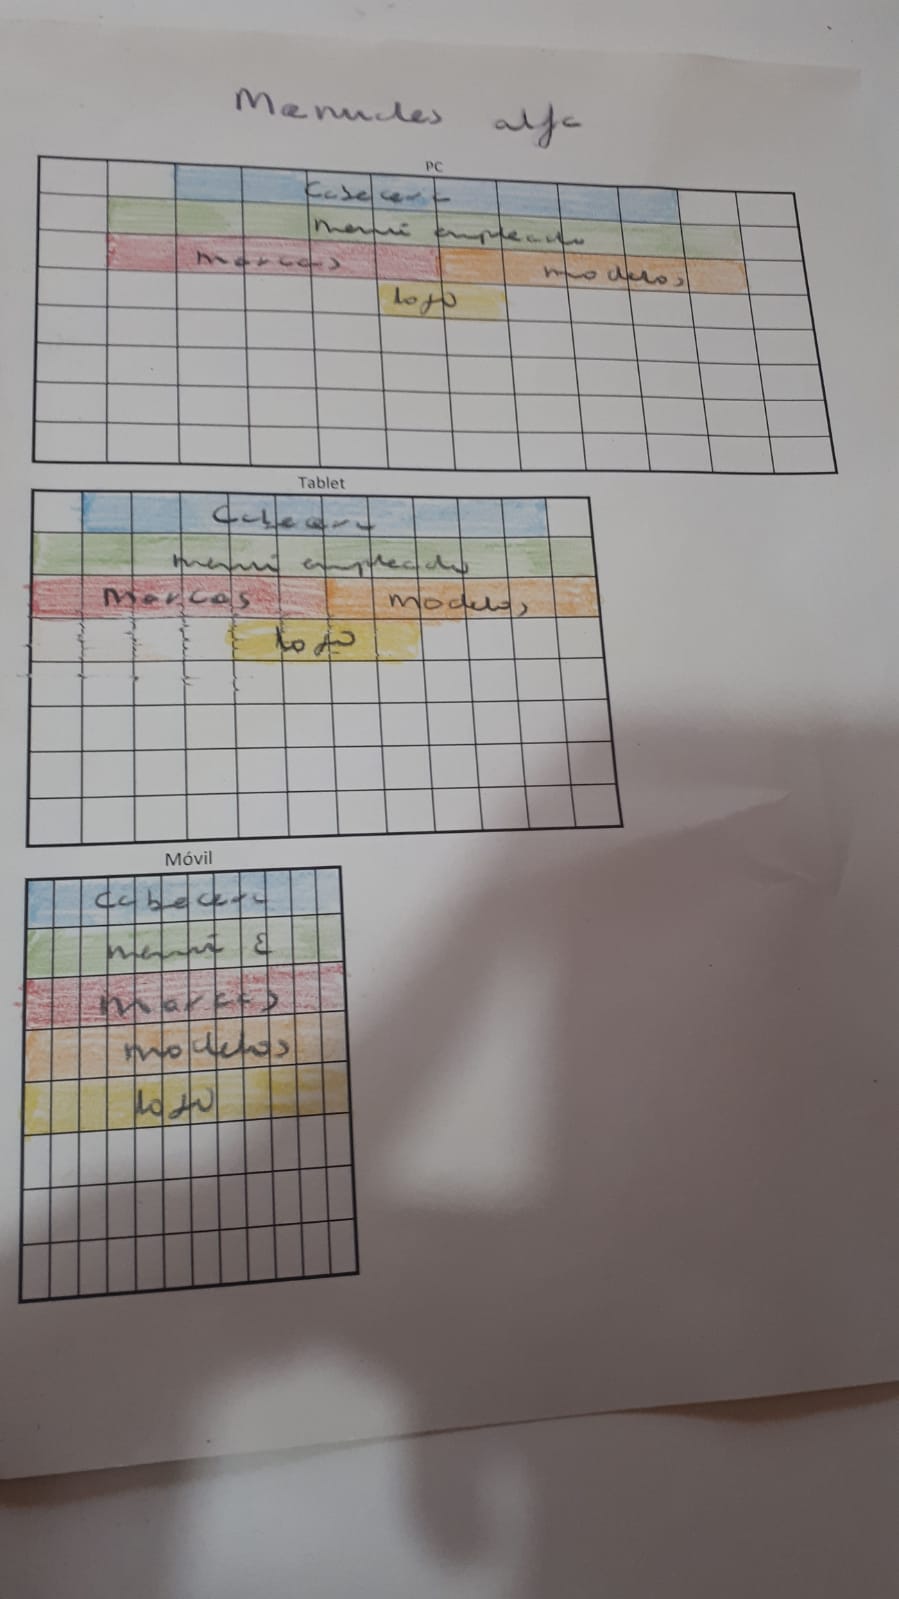 Manuales alfa
PC
Cabecera
menú empleado
marcas modelos
logo
Tablet
Cabecera
menú empleado
Marcas Modelos
logo
Móvil
Cabecera
menú E
Marcas
modelos
logo